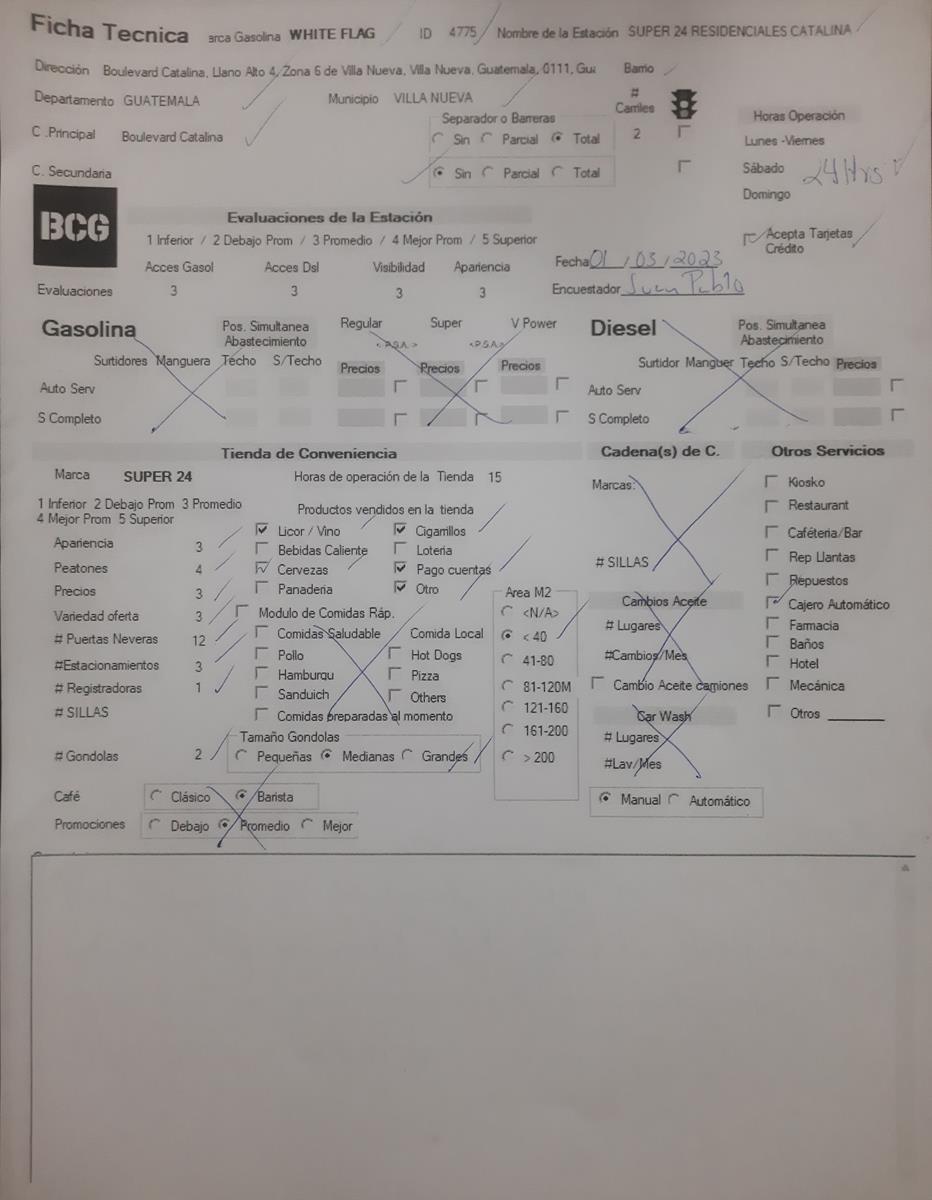 Ficha Tecnica arca Gasolina WHITE FLAG ID 4775 Nombre de la Estación SUPER 24 RESIDENCIALES CATALINA
Dirección Boulevard Catalina, Llano Alto 4, Zona 6 de Villa Nueva, Villa Nueva, Guatemala, 0111, Gua Barrio
Departamento GUATEMALA Municipio VILLA NUEVA # Carriles
Separador o Barreras Horas Operación
C .Principal Boulevard Catalina Sin Parcial Total 2 Lunes -Viernes
C. Secundaria Sin Parcial Total Sábado 24 Hrs
Domingo
BCG
Evaluaciones de la Estación
1 Inferior / 2 Debajo Prom / 3 Promedio / 4 Mejor Prom / 5 Superior
Acepta Tarjetas Crédito
Acces Gasol Acces Dsl Visibilidad Apariencia Fecha 01 / 03 / 2023
Evaluaciones 3 3 3 3 Encuestador Juan Pablo
Gasolina Pos. Simultanea Abastecimiento Regular Super V Power Diesel Pos. Simultanea Abastecimiento
< P.S.A.> <P.S.A>
Surtidores Manguera Techo S/Techo Precios Precios Precios Surtidor Manguer Techo S/Techo Precios
Auto Serv Auto Serv
S Completo S Completo
Tienda de Conveniencia Cadena(s) de C. Otros Servicios
Marca SUPER 24 Horas de operación de la Tienda 15 Marcas: Kiosko
1 Inferior 2 Debajo Prom 3 Promedio
4 Mejor Prom 5 Superior
Productos vendidos en la tienda Restaurant
Apariencia 3 Licor / Vino Cigarrillos Caféteria/Bar
Bebidas Caliente Loteria # SILLAS Rep Llantas
Peatones 4 Cervezas Pago cuentas Repuestos
Precios 3 Panaderia Otro Area M2 Cambios Aceite Cajero Automático
Variedad oferta 3 Modulo de Comidas Ráp. <N/A> # Lugares Farmacia
# Puertas Neveras 12 Comidas Saludable Comida Local < 40 Baños
#Estacionamientos 3 Pollo Hot Dogs 41-80 #Cambios/Mes Hotel
# Registradoras 1 Hamburqu Pizza 81-120M Cambio Aceite camiones Mecánica
Sanduich Others
# SILLAS Comidas preparadas al momento 121-160 Car Wash Otros
# Gondolas 2 Tamaño Gondolas 161-200 # Lugares
Pequeñas Medianas Grandes > 200 #Lav/Mes
Café Clásico Barista Manual Automático
Promociones Debajo Promedio Mejor